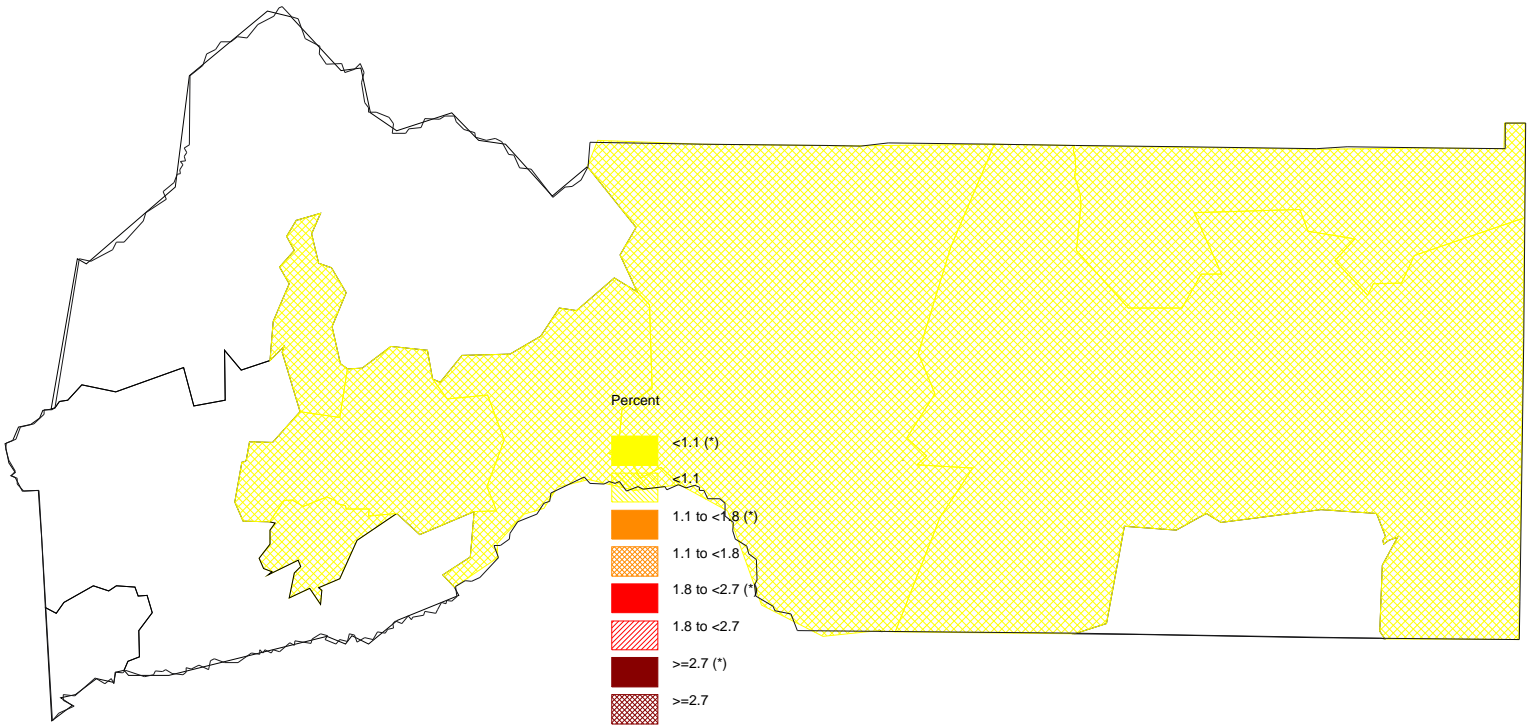 Percent
<1.1 (*)
<1.1
1.1 to <1.8 (*)
1.1 to <1.8
1.8 to <2.7 (*)
1.8 to <2.7
>=2.7 (*)
>=2.7